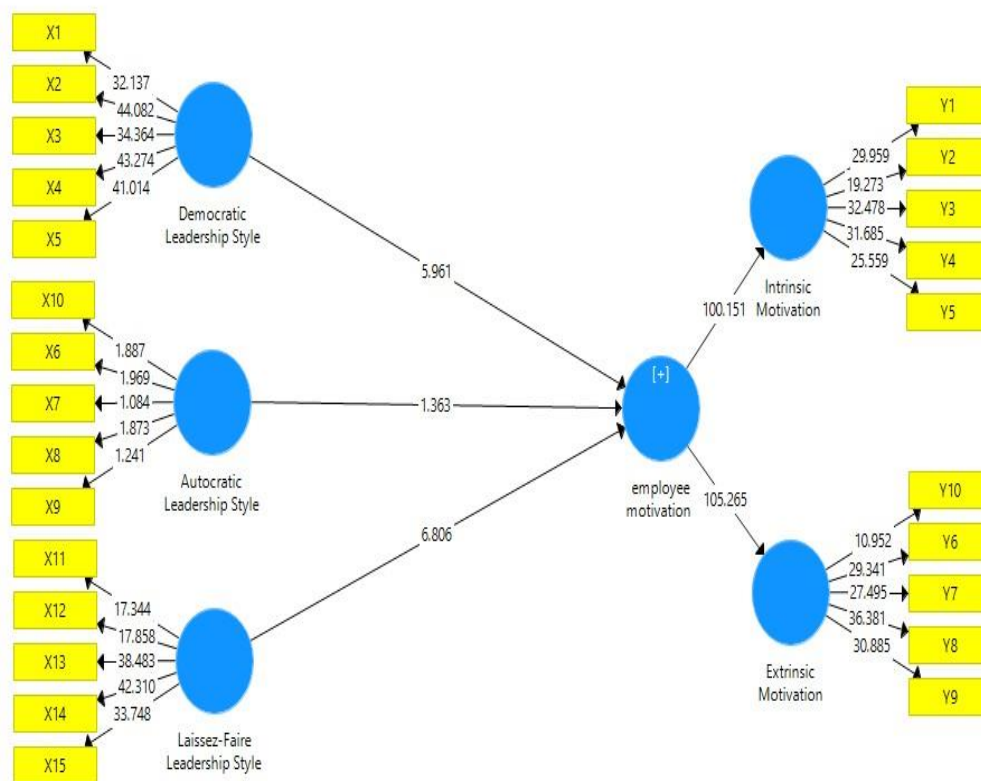 X1
X2
X3
X4
X5
32.137
44.082
34.364
43.274
41.014
Democratic
Leadership Style
X10
X6
X7
X8
X9
1.887
1.969
1.084
1.873
1.241
Autocratic
Leadership Style
X11
X12
X13
X14
X15
17.344
17.858
38.483
42.310
33.748
Laissez-Faire
Leadership Style
5.961
1.363
6.806
[+]
employee
motivation
100.151
105.265
Intrinsic
Motivation
29.959
19.273
32.478
31.685
25.559
Y1
Y2
Y3
Y4
Y5
Extrinsic
Motivation
10.952
29.341
27.495
36.381
30.885
Y10
Y6
Y7
Y8
Y9